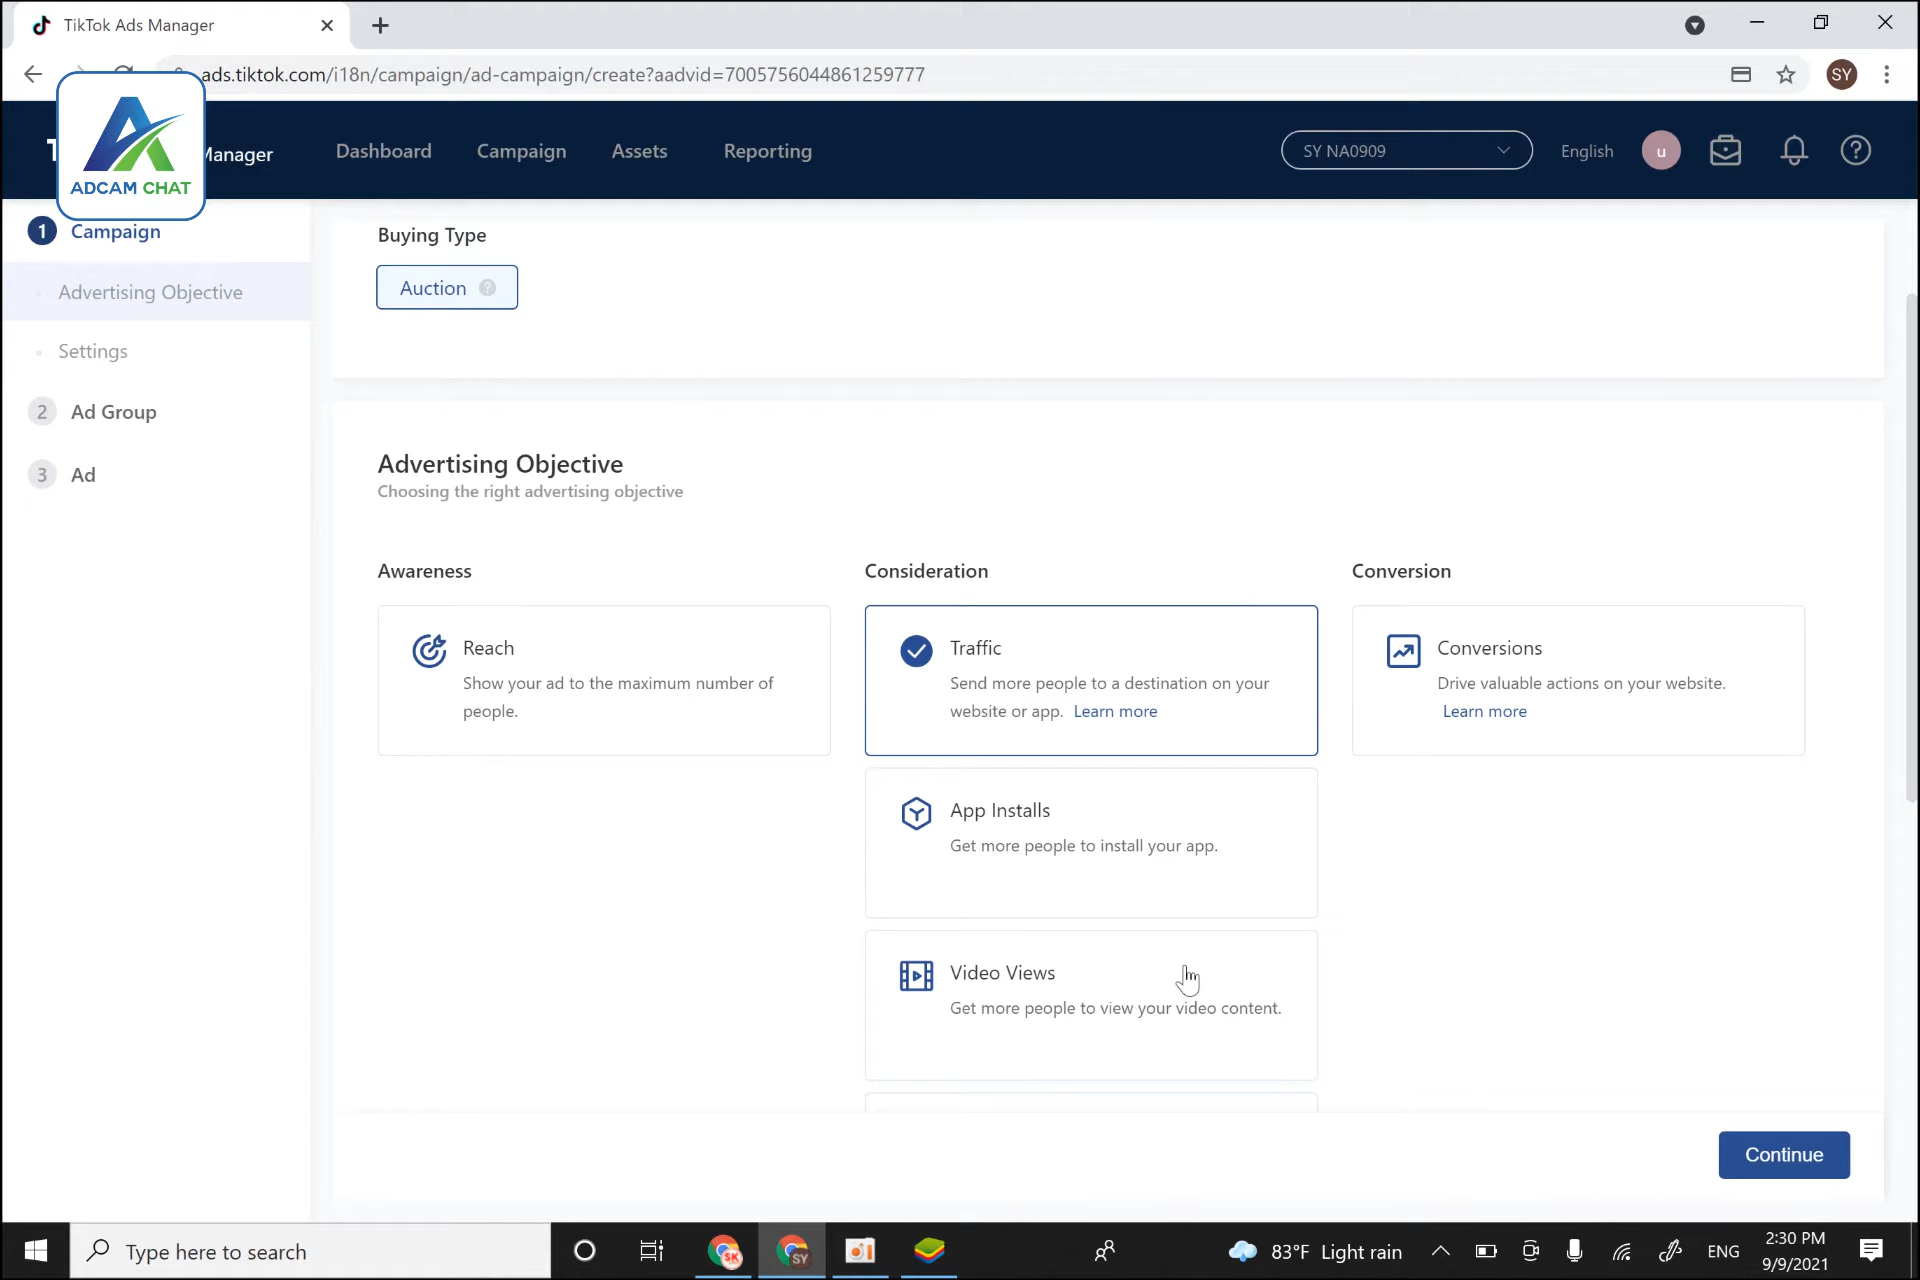 TikTok Ads Manager
ads.tiktok.com/i18n/campaign/ad-campaign/create?aadvid=7005756044861259777
SY
ADCAM CHAT
Manager
Dashboard
Campaign
Assets
Reporting
SY NA0909
English
u
1 Campaign
Advertising Objective
Settings
2 Ad Group
3 Ad
Buying Type
Auction
Advertising Objective
Choosing the right advertising objective
Awareness
Reach
Show your ad to the maximum number of
people.
Consideration
Traffic
Send more people to a destination on your
website or app. Learn more
App Installs
Get more people to install your app.
Video Views
Get more people to view your video content.
Conversion
Conversions
Drive valuable actions on your website.
Learn more
Continue
Type here to search
SK
SY
83°F Light rain
ENG
2:30 PM
9/9/2021